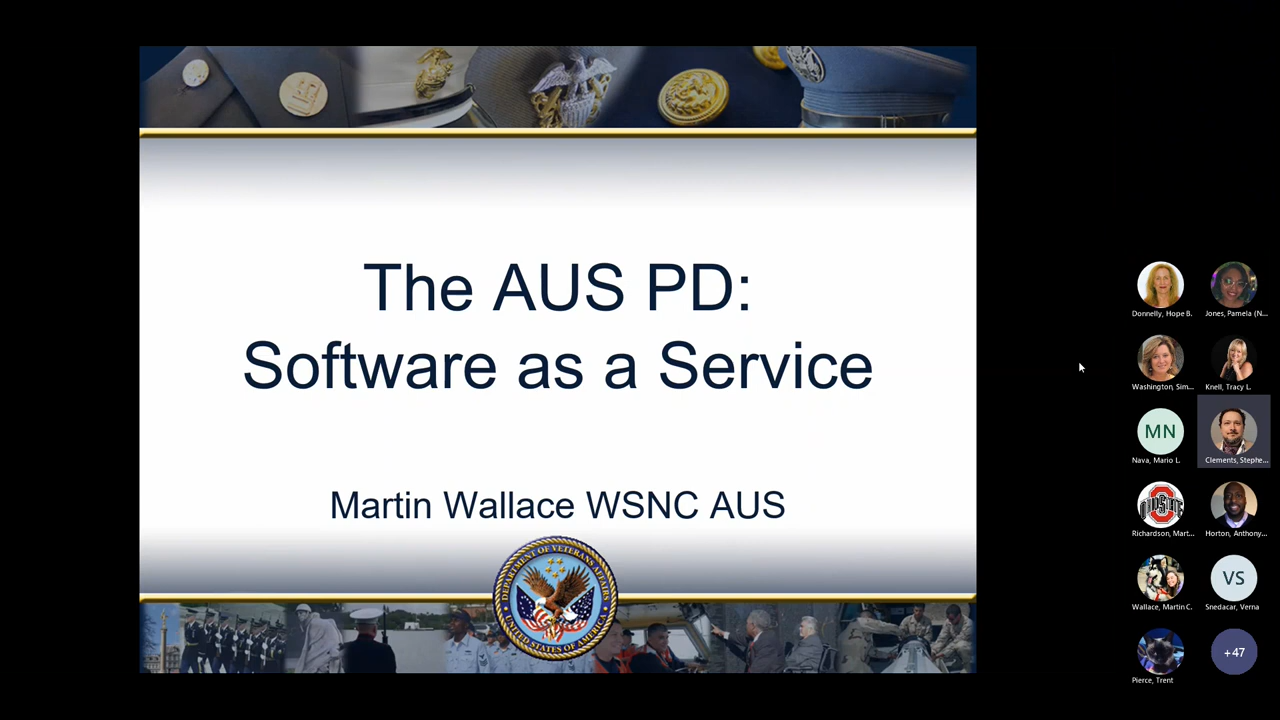 The AUS PD:
Software as a Service
Martin Wallace WSNC AUS
DEPARTMENT OF VETERANS AFFAIRS
UNITED STATES OF AMERICA
Donnelly, Hope B.
Jones, Pamela (N...
Washington, Sim...
Knell, Tracy L.
MN
Nava, Mario L.
Clements, Stephe...
Richardson, Mart...
Horton, Anthony...
Wallace, Martin C.
VS
Snedacar, Verna
Pierce, Trent
+47